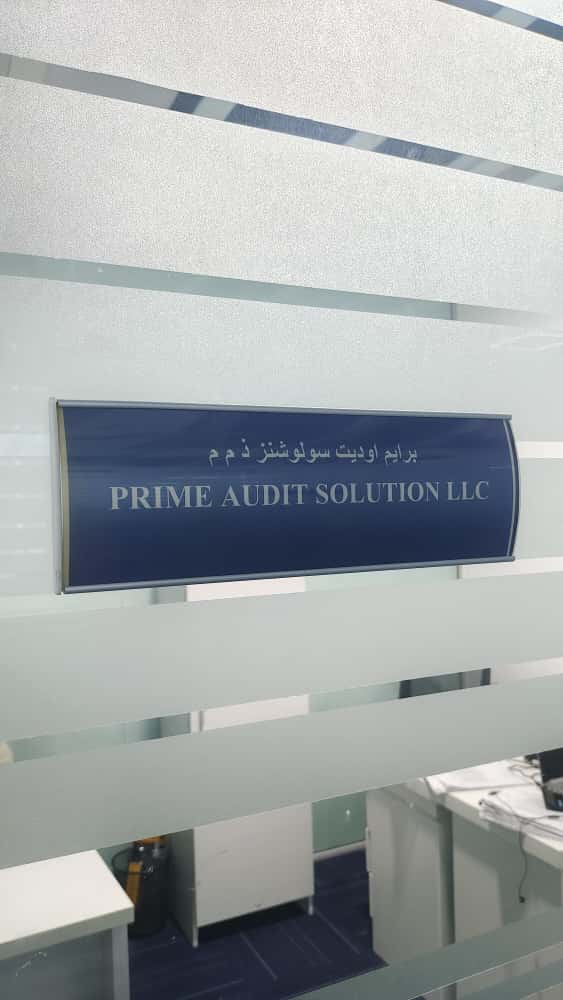 برايم اوديت سولوشنز ذ م م
PRIME AUDIT SOLUTION LLC